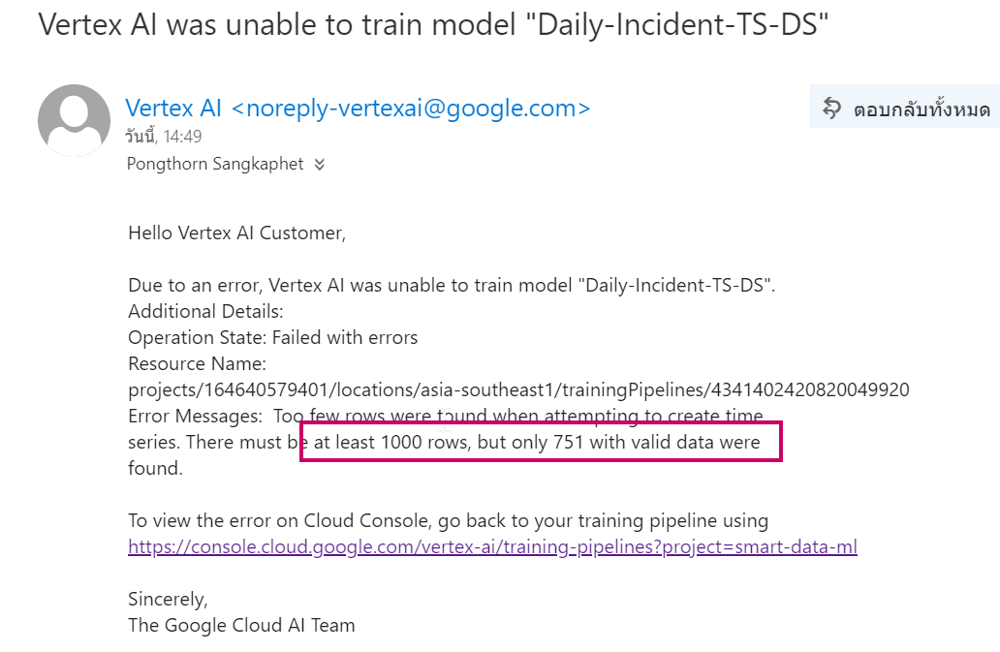 Vertex AI was unable to train model "Daily-Incident-TS-DS"
Vertex AI <noreply-vertexai@google.com>
ตอบกลับทั้งหมด
วันนี้, 14:49
Pongthorn Sangkaphet
Hello Vertex AI Customer,
Due to an error, Vertex AI was unable to train model "Daily-Incident-TS-DS".
Additional Details:
Operation State: Failed with errors
Resource Name:
projects/164640579401/locations/asia-southeast1/trainingPipelines/4341402420820049920
Error Messages: Too few rows were found when attempting to create time
series. There must be at least 1000 rows, but only 751 with valid data were
found.
To view the error on Cloud Console, go back to your training pipeline using
https://console.cloud.google.com/vertex-ai/training-pipelines?project=smart-data-ml
Sincerely,
The Google Cloud AI Team